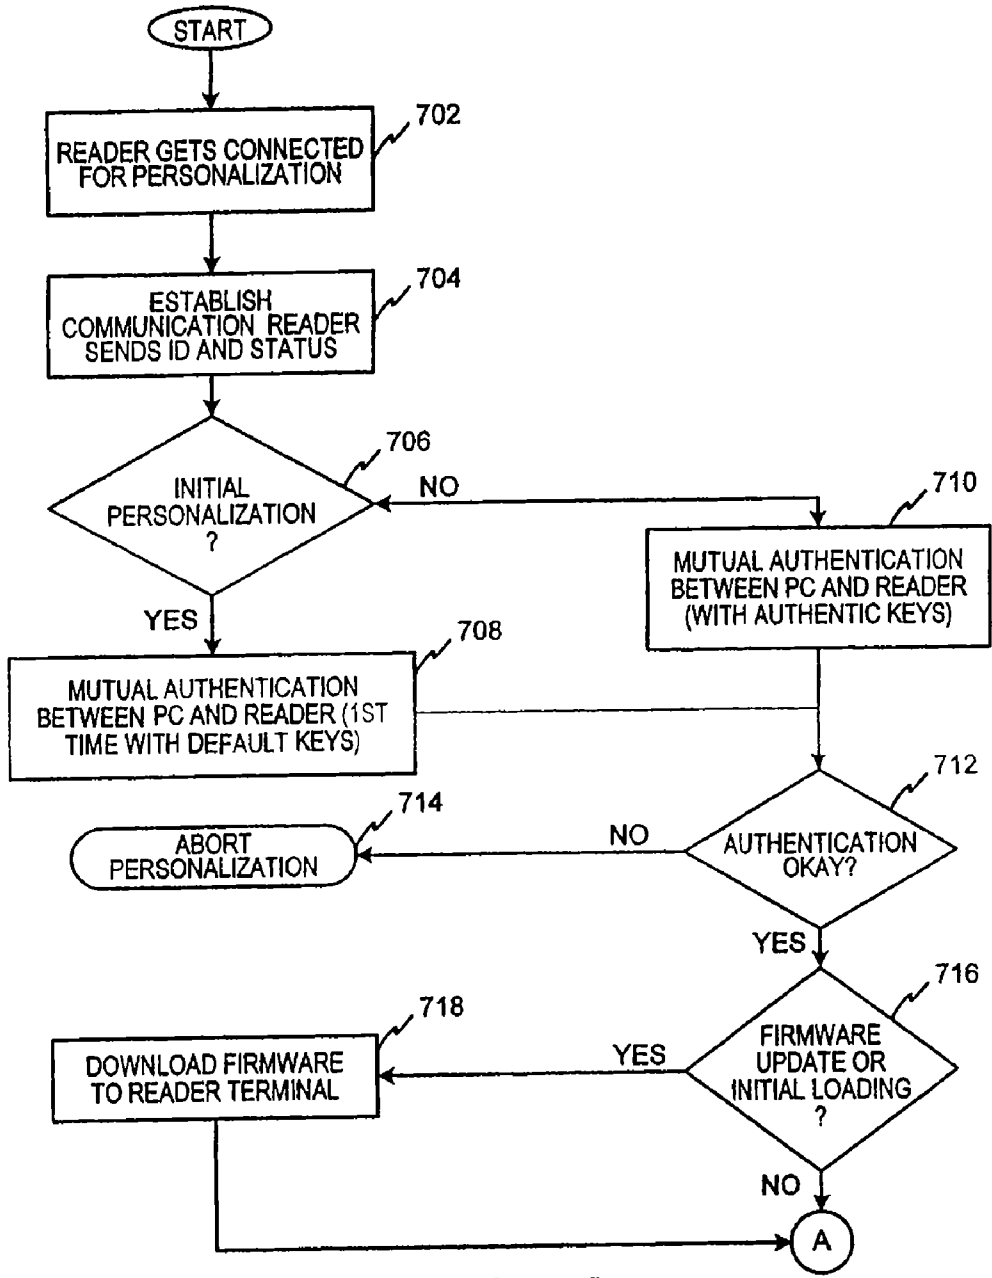 START
702
READER GETS CONNECTED
FOR PERSONALIZATION
704
ESTABLISH
COMMUNICATION READER
SENDS ID AND STATUS
706
INITIAL
PERSONALIZATION
?
NO
710
MUTUAL AUTHENTICATION
BETWEEN PC AND READER
(WITH AUTHENTIC KEYS)
YES
708
MUTUAL AUTHENTICATION
BETWEEN PC AND READER (1ST
TIME WITH DEFAULT KEYS)
712
AUTHENTICATION
OKAY?
NO
714
ABORT
PERSONALIZATION
YES
716
FIRMWARE
UPDATE OR
INITIAL LOADING
?
YES
718
DOWNLOAD FIRMWARE
TO READER TERMINAL
NO
A